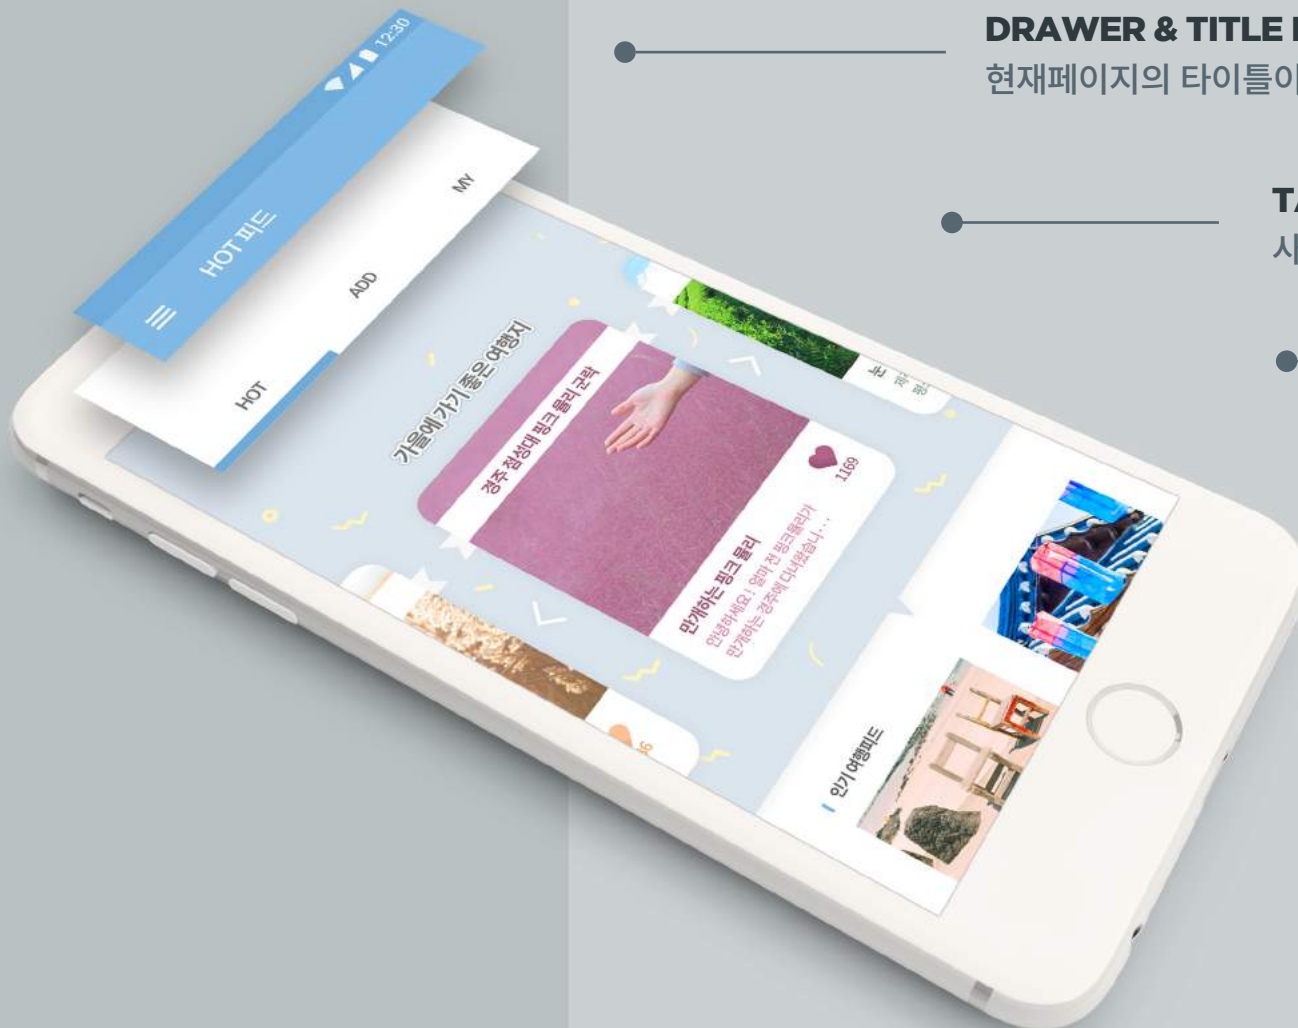 DRAWER & TITLE
현재페이지의 타이틀이
12:30
HOT 피드
HOT
ADD
MY
가을에 가기 좋은 여행지
경주 첨성대 핑크 뮬리 군락
만개하는 핑크 뮬리
안녕하세요! 얼마 전 핑크뮬리가
만개하는 경주에 다녀왔습니···
1169
인기 여행피드